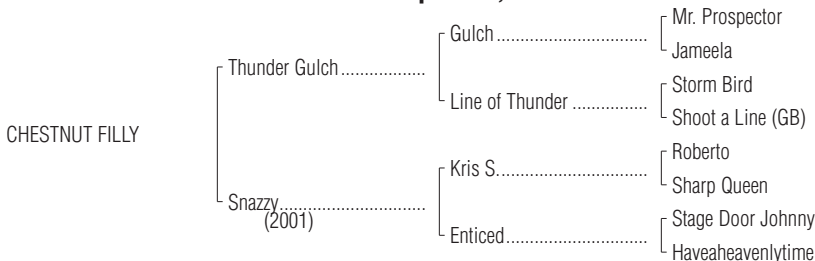 Mr. Prospector
Gulch
Jameela
Thunder Gulch
Storm Bird
Line of Thunder
Shoot a Line (GB)
CHESTNUT FILLY
Roberto
Kris S.
Sharp Queen
Snazzy
(2001)
Stage Door Johnny
Enticed
Haveaheavenlytime